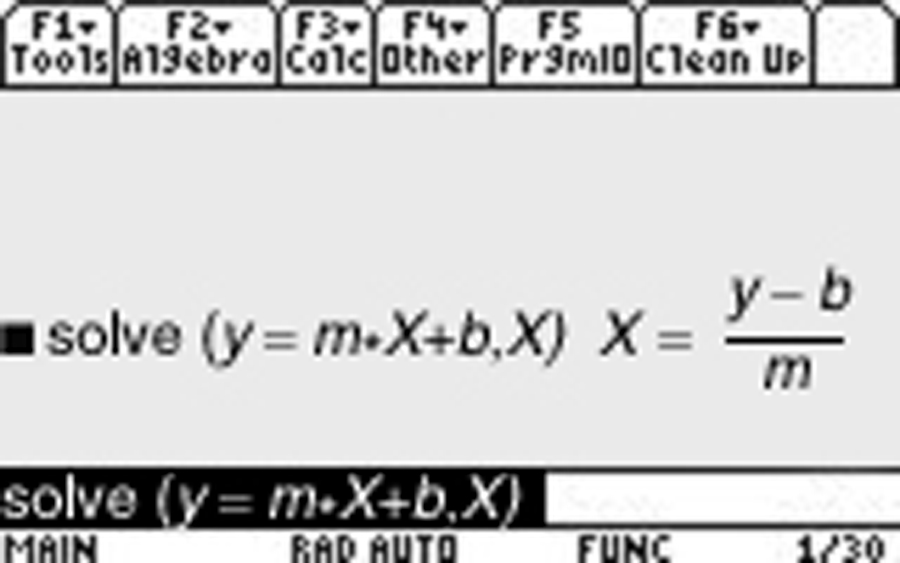 F1▾ F2▾ F3▾ F4▾ F5 F6▾
Tools Algebra Calc Other PrgmIO Clean Up
■ solve (y = m•X+b,X) X = y – b / m
solve (y = m•X+b,X)
MAIN RAD AUTO FUNC 1/30